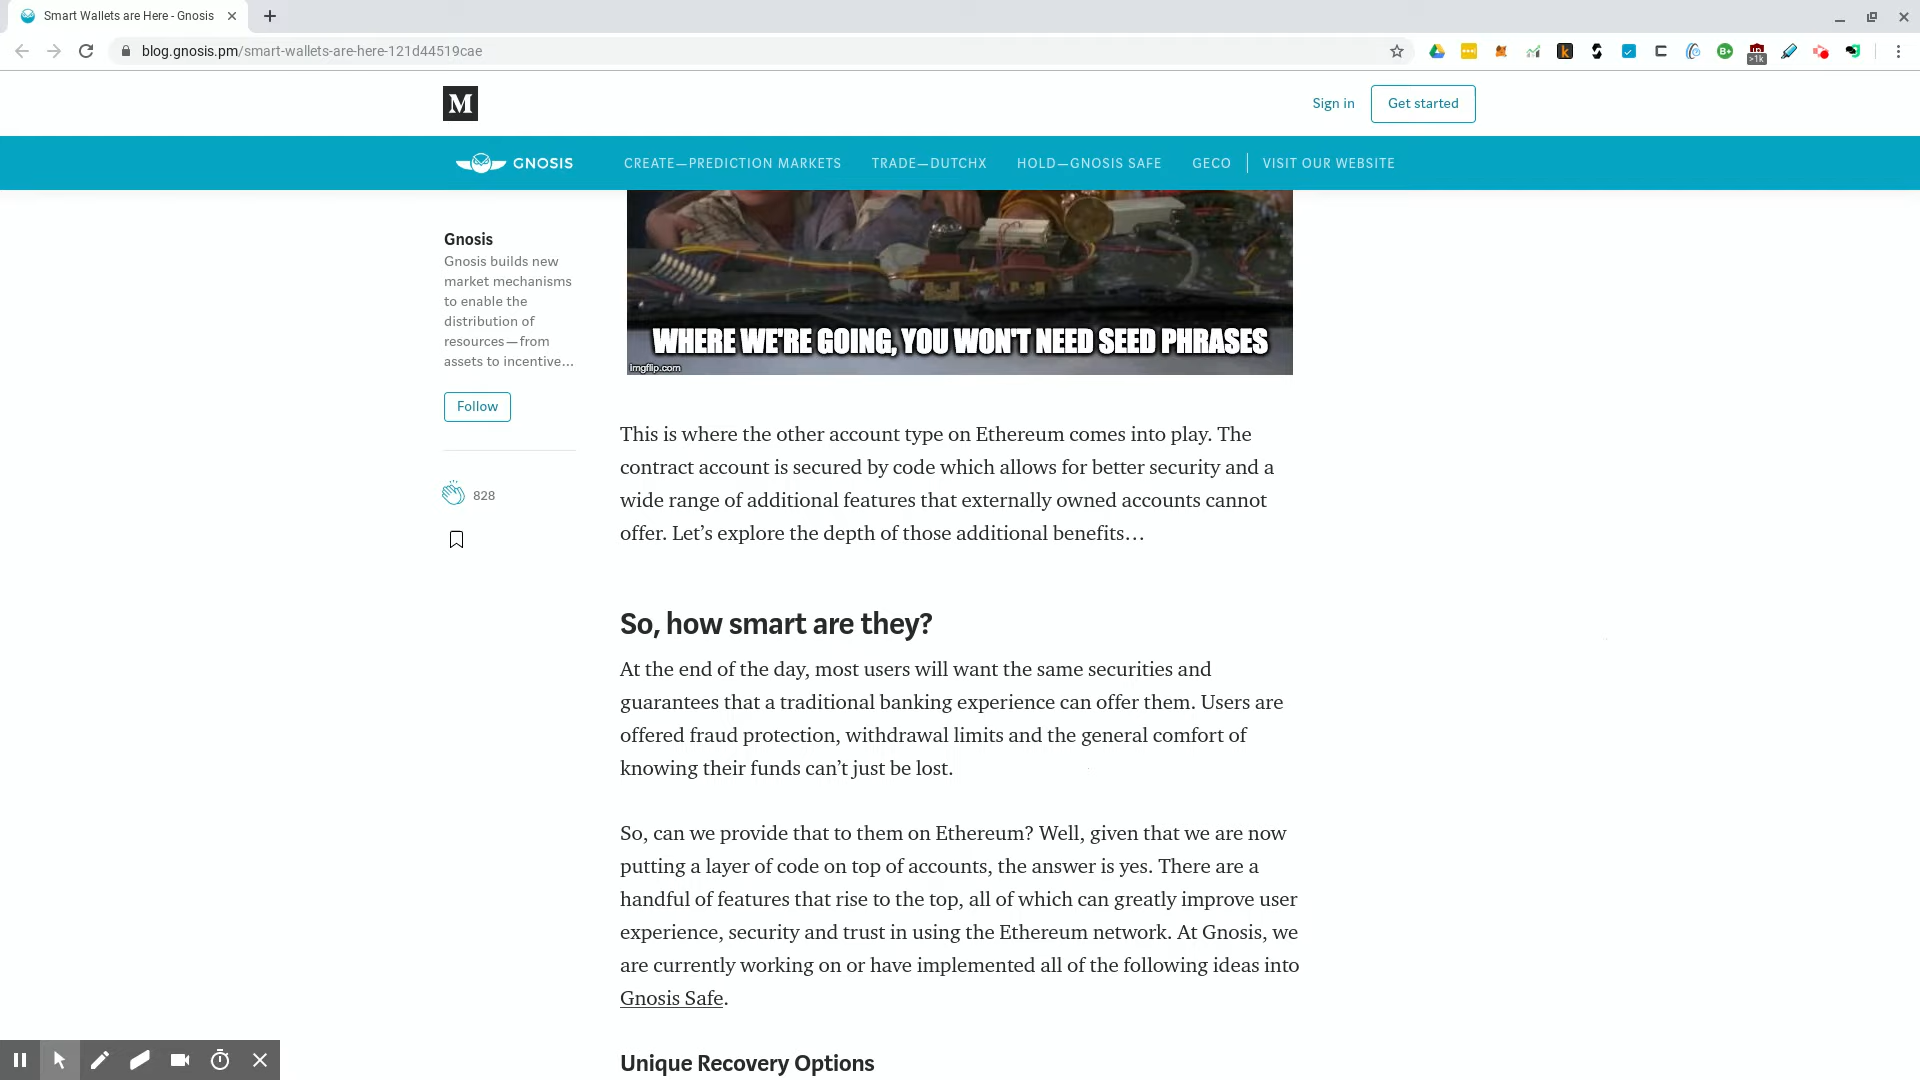 Smart Wallets are Here - Gnosis
blog.gnosis.pm/smart-wallets-are-here-121d44519cae
>1k
M
Sign in
Get started
GNOSIS
CREATE—PREDICTION MARKETS
TRADE—DUTCHX
HOLD—GNOSIS SAFE
GECO
VISIT OUR WEBSITE
Gnosis
Gnosis builds new
market mechanisms
to enable the
distribution of
resources—from
assets to incentive…
Follow
828
WHERE WE'RE GOING, YOU WON'T NEED SEED PHRASES
imgflip.com
This is where the other account type on Ethereum comes into play. The
contract account is secured by code which allows for better security and a
wide range of additional features that externally owned accounts cannot
offer. Let’s explore the depth of those additional benefits…
So, how smart are they?
At the end of the day, most users will want the same securities and
guarantees that a traditional banking experience can offer them. Users are
offered fraud protection, withdrawal limits and the general comfort of
knowing their funds can’t just be lost.
So, can we provide that to them on Ethereum? Well, given that we are now
putting a layer of code on top of accounts, the answer is yes. There are a
handful of features that rise to the top, all of which can greatly improve user
experience, security and trust in using the Ethereum network. At Gnosis, we
are currently working on or have implemented all of the following ideas into
Gnosis Safe.
Unique Recovery Options